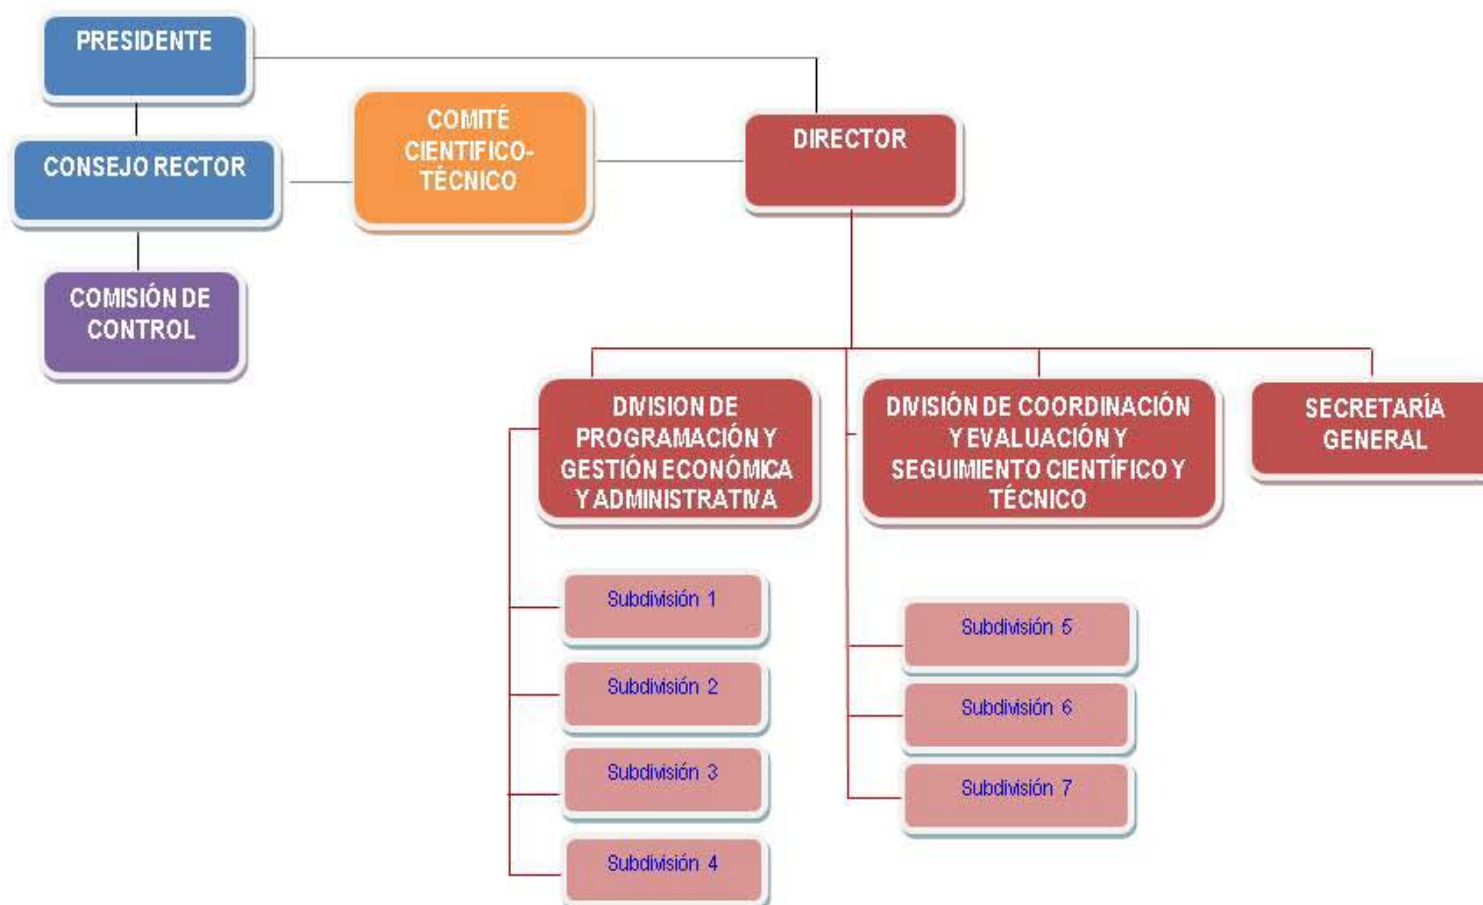 PRESIDENTE
CONSEJO RECTOR
COMISIÓN DE
CONTROL
COMITÉ
CIENTIFICO-
TÉCNICO
DIRECTOR
DIVISION DE
PROGRAMACIÓN Y
GESTIÓN ECONÓMICA
Y ADMINISTRATIVA
DIVISIÓN DE COORDINACIÓN
Y EVALUACIÓN Y
SEGUIMIENTO CIENTÍFICO Y
TÉCNICO
SECRETARÍA
GENERAL
Subdivisión 1
Subdivisión 2
Subdivisión 3
Subdivisión 4
Subdivisión 5
Subdivisión 6
Subdivisión 7